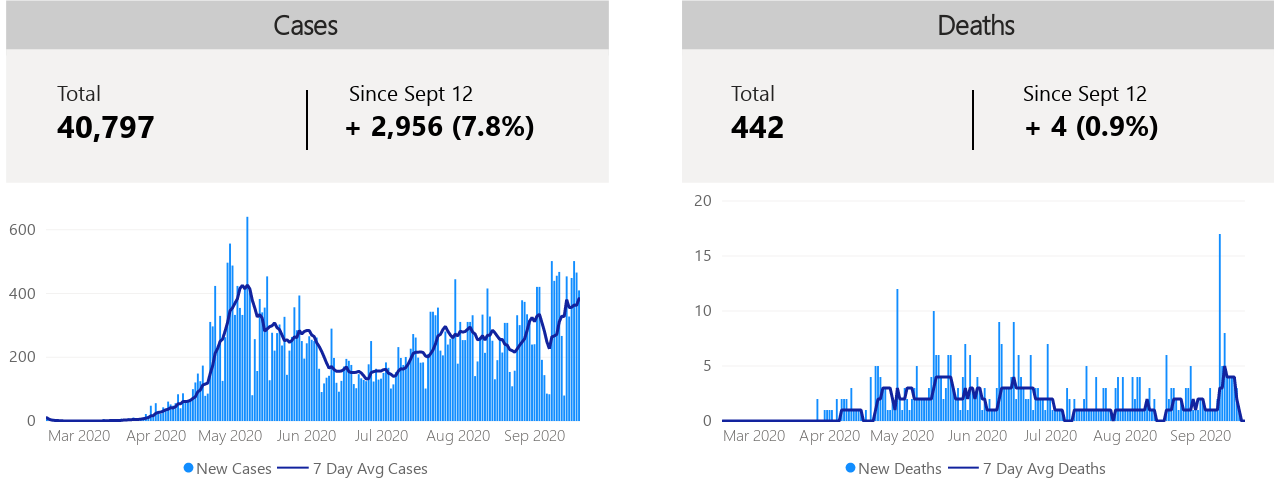 Cases
Total
40,797
Since Sept 12
+ 2,956 (7.8%)
600
400
200
0
Mar 2020 Apr 2020 May 2020 Jun 2020 Jul 2020 Aug 2020 Sep 2020
New Cases 7 Day Avg Cases
Deaths
Total
442
Since Sept 12
+ 4 (0.9%)
20
15
10
5
0
Mar 2020 Apr 2020 May 2020 Jun 2020 Jul 2020 Aug 2020 Sep 2020
New Deaths 7 Day Avg Deaths